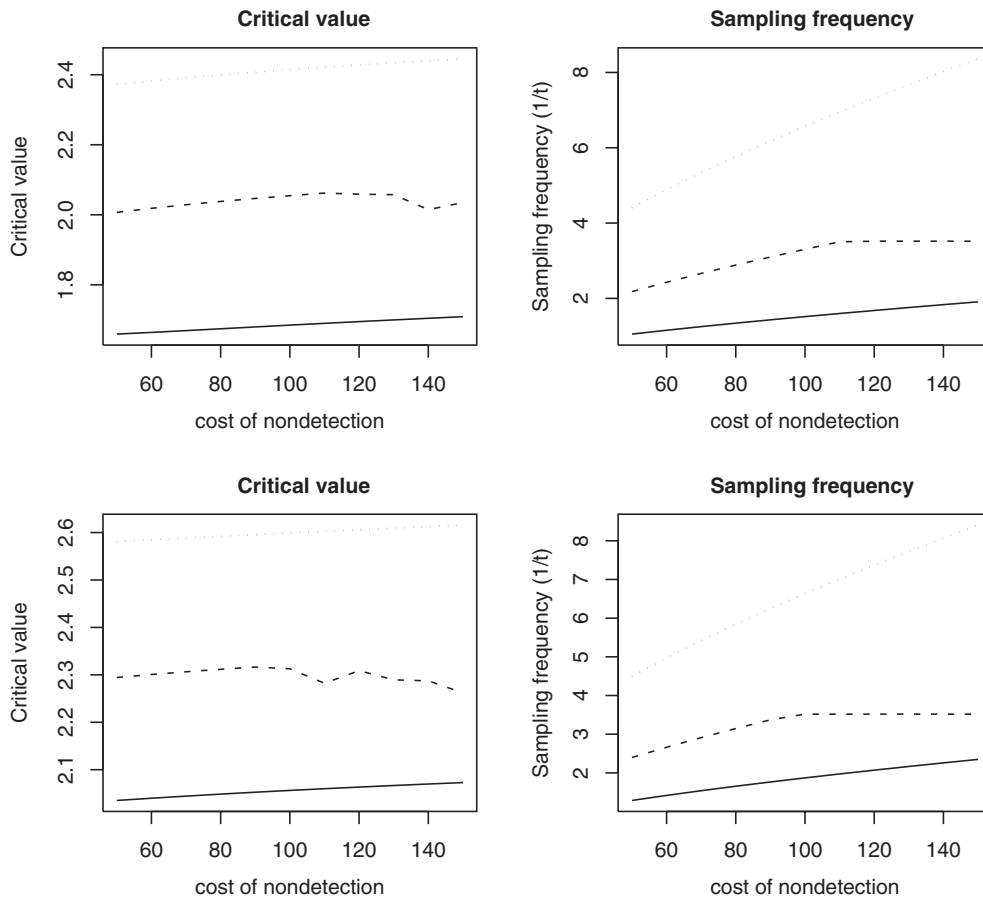 Critical value
Critical value
2.4
2.2
2.0
1.8
60 80 100 120 140
cost of nondetection
Sampling frequency
Sampling frequency (1/t)
8
6
4
2
60 80 100 120 140
cost of nondetection
Critical value
Critical value
2.6
2.5
2.4
2.3
2.2
2.1
60 80 100 120 140
cost of nondetection
Sampling frequency
Sampling frequency (1/t)
8
7
6
5
4
3
2
60 80 100 120 140
cost of nondetection